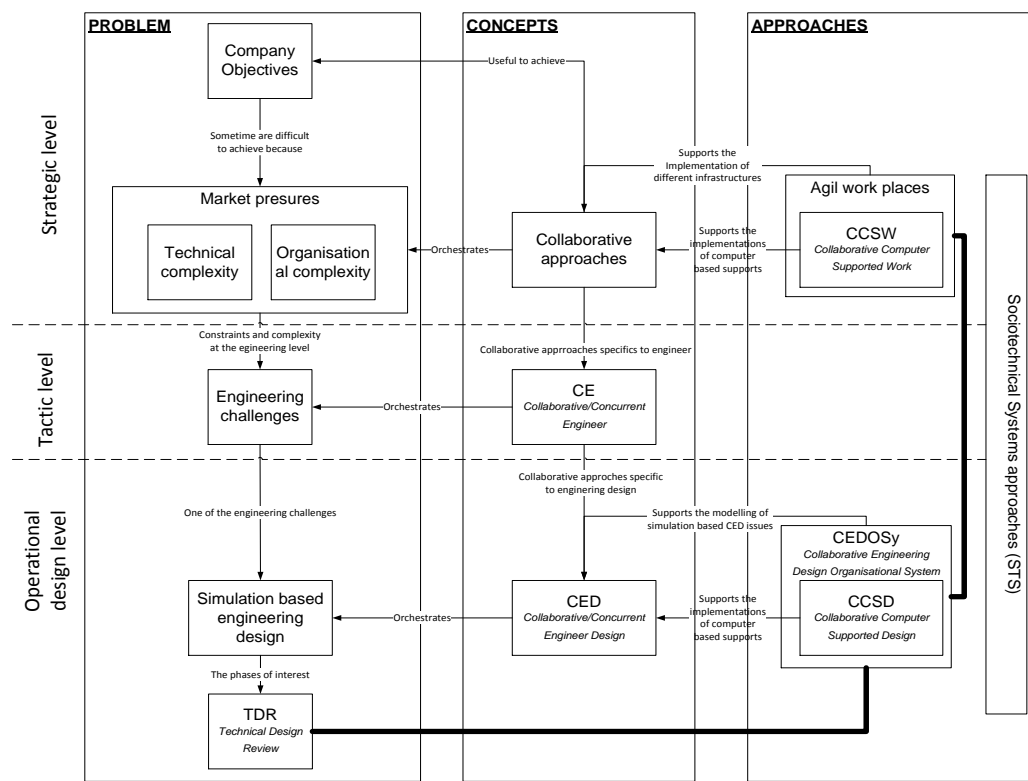 PROBLEM
CONCEPTS
APPROACHES
Strategic level
Company
Objectives
Useful to achieve
Sometime are difficult
to achieve because
Market presures
Technical
complexity
Organisation
al complexity
Orchestrates
Collaborative
approaches
Supports the
Implementation of
different infrastructures
Supports the
implementations
of computer
based supports
Agil work places
CCSW
Collaborative Computer
Supported Work
Sociotechnical Systems approaches (STS)
Tactic level
Constraints and complexity
at the egineering level
Collaborative apprroaches specifics to engineer
Engineering
challenges
Orchestrates
CE
Collaborative/Concurrent
Engineer
Operational
design level
Collaborative approches specific
to enginering design
One of the engineering challenges
Supports the modelling of
simulation based CED issues
CEDOSy
Collaborative Engineering
Design Organisational System
Simulation based
engineering
design
Orchestrates
CED
Collaborative/Concurrent
Engineer Design
Supports the
implementations
of computer
based supports
CCSD
Collaborative Computer
Supported Design
The phases of interest
TDR
Technical Design
Review